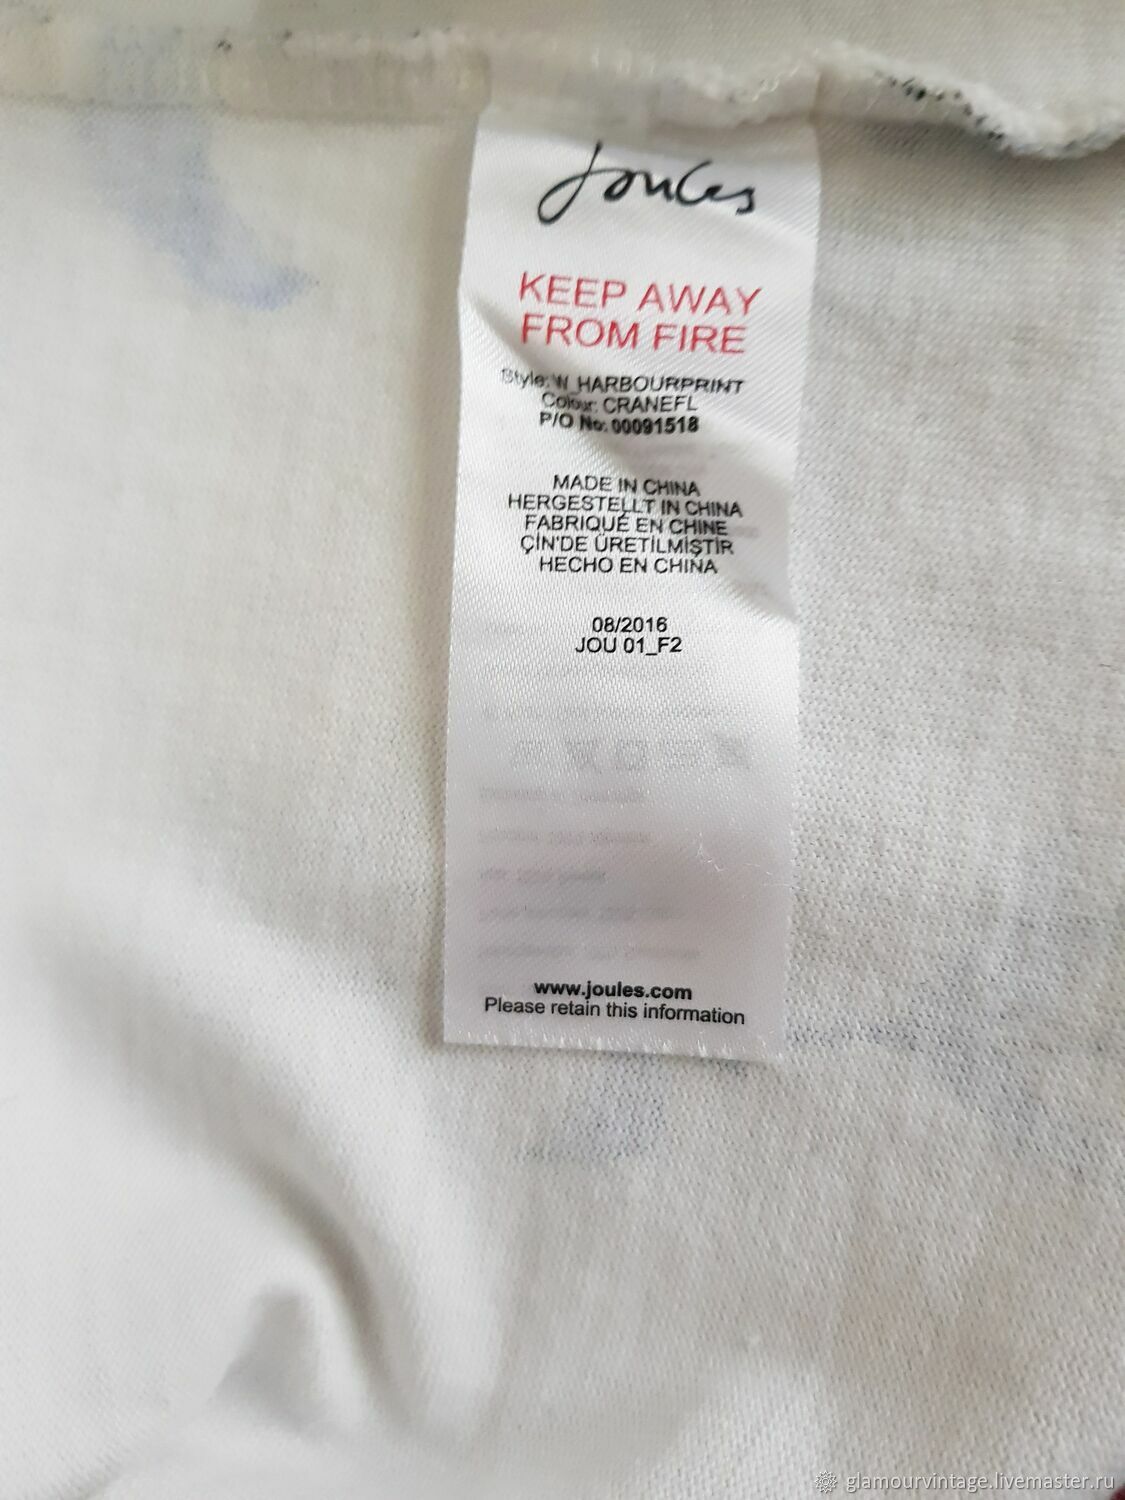 Joules
KEEP AWAY
FROM FIRE
Style: W_HARBOURPRINT
Colour: CRANEFL
P/O No: 00091518
MADE IN CHINA
HERGESTELLT IN CHINA
FABRIQUÉ EN CHINE
ÇİN'DE ÜRETİLMİŞTİR
HECHO EN CHINA
08/2016
JOU 01_F2
www.joules.com
Please retain this information
glamourvintage.livemaster.ru